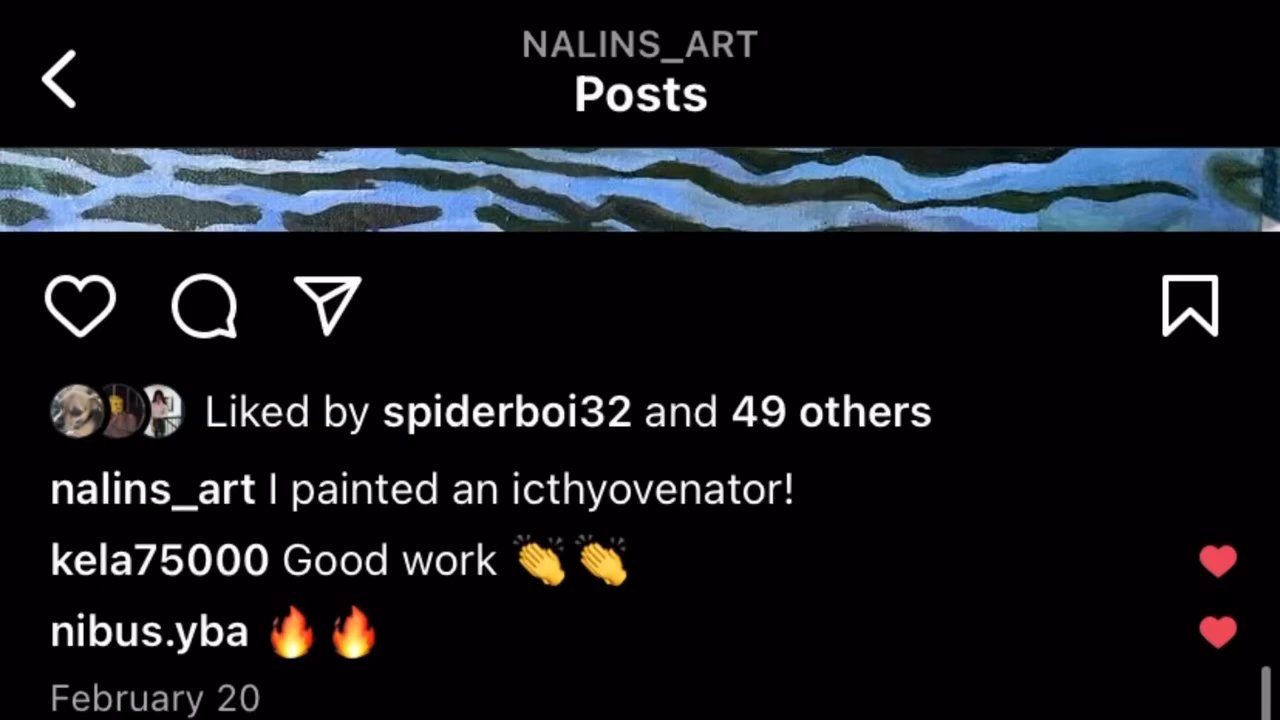 NALINS_ART
Posts
Liked by spiderboi32 and 49 others
nalins_art I painted an icthyovenator!
kela75000 Good work 👏👏
nibus.yba 🔥🔥
February 20